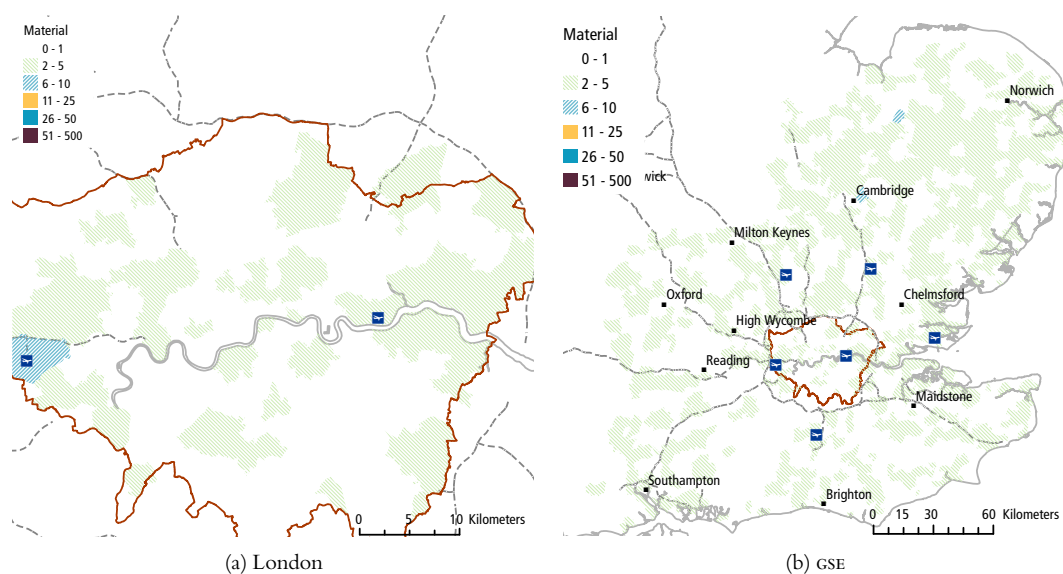 Material
0 - 1
2 - 5
6 - 10
11 - 25
26 - 50
51 - 500
0 5 10 Kilometers
(a) London
Material
0 - 1
2 - 5
6 - 10
11 - 25
26 - 50
51 - 500
wick
Norwich
Cambridge
Milton Keynes
Oxford
Chelmsford
High Wycombe
Reading
Maidstone
Southampton
Brighton
0 15 30 60 Kilometers
(b) GSE